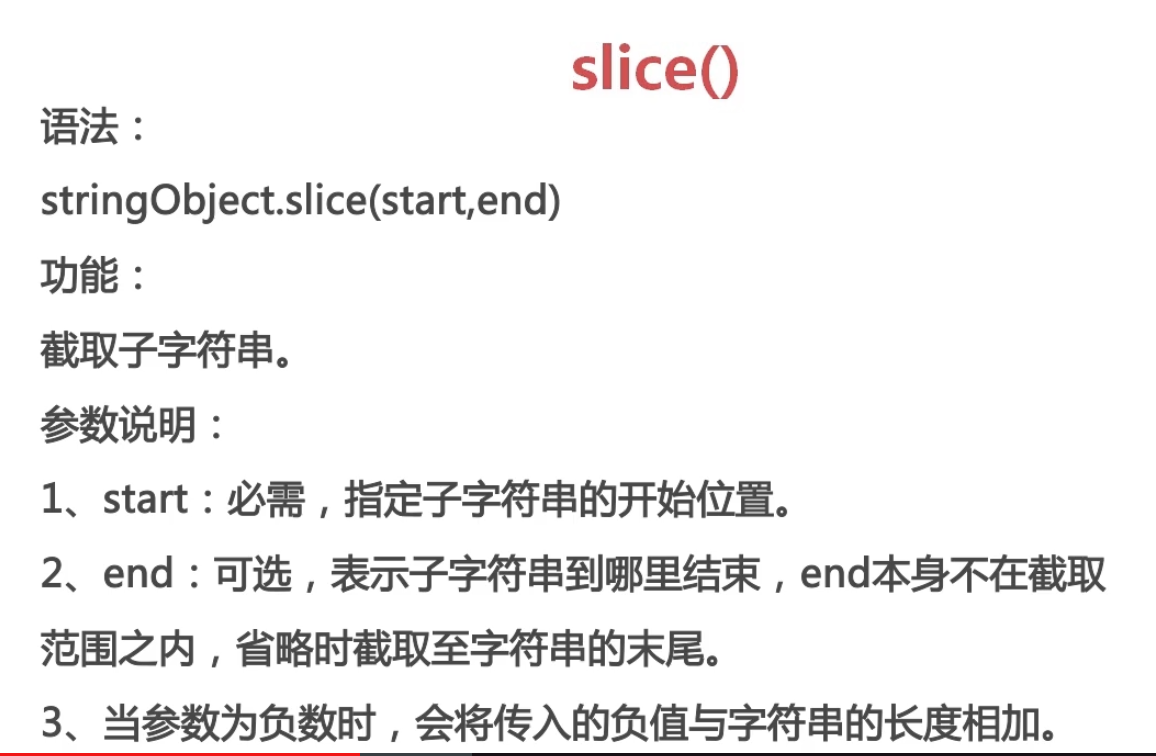 slice()
语法：
stringObject.slice(start,end)
功能：
截取子字符串。
参数说明：
1、start：必需，指定子字符串的开始位置。
2、end：可选，表示子字符串到哪里结束，end本身不在截取
范围之内，省略时截取至字符串的末尾。
3、当参数为负数时，会将传入的负值与字符串的长度相加。